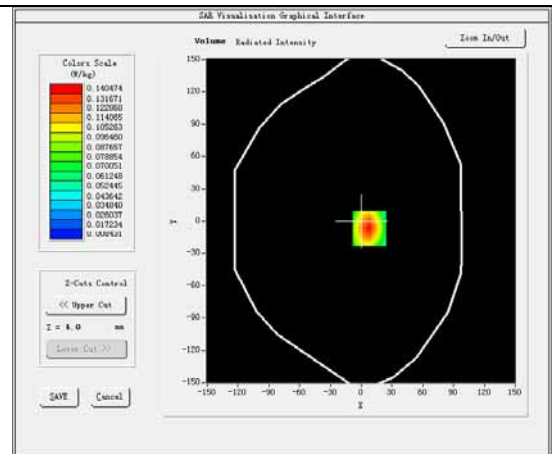 SAR Visualisation Graphical Interface
Volume Radiated Intensity
Zoom In/Out
Colors Scale
(W/kg)
0.140474
0.131671
0.122868
0.114065
0.105263
0.096460
0.087657
0.078854
0.070051
0.061248
0.052445
0.043642
0.034840
0.026037
0.017234
0.008431
150
120
90
60
30
0
-30
-60
-90
-120
-150
Y
-150 -120 -90 -60 -30 0 30 60 90 120 150
X
Z-Cuts Control
<< Upper Cut
Z = 4.0 mm
Lower Cut >>
SAVE Cancel